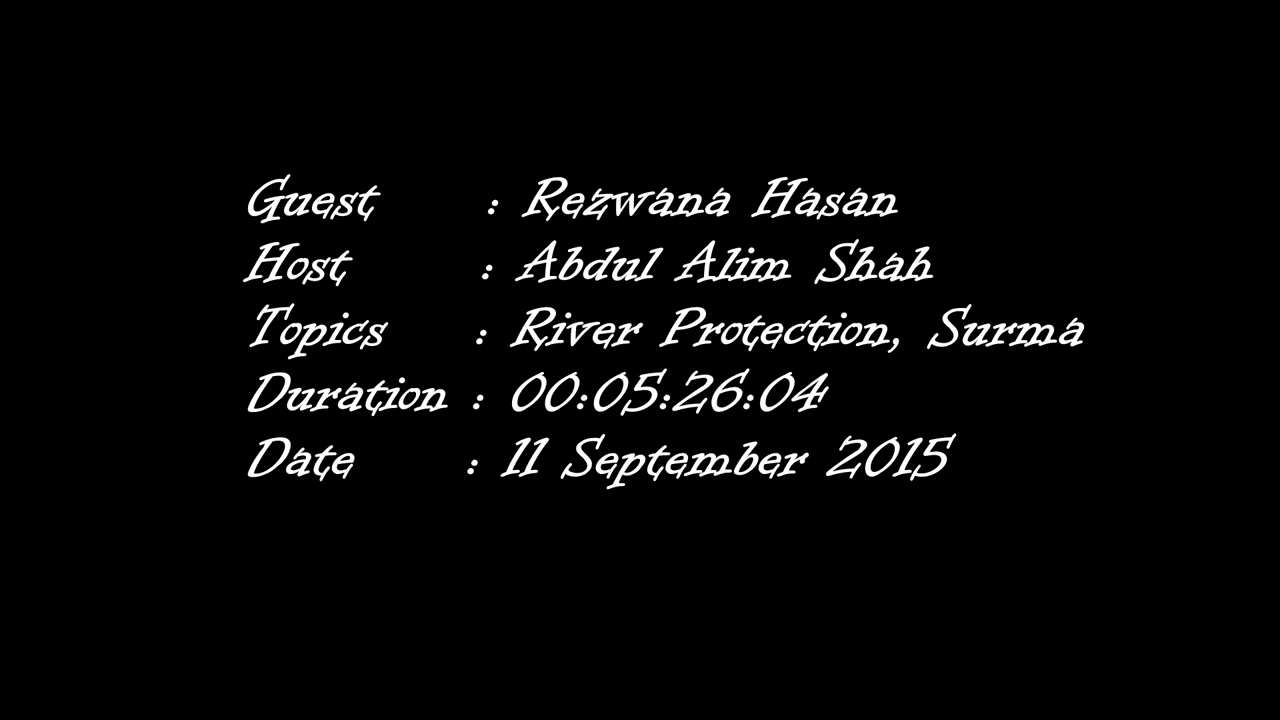 Guest : Rezwana Hasan
Host : Abdul Alim Shah
Topics : River Protection, Surma
Duration : 00:05:26:04
Date : 11 September 2015